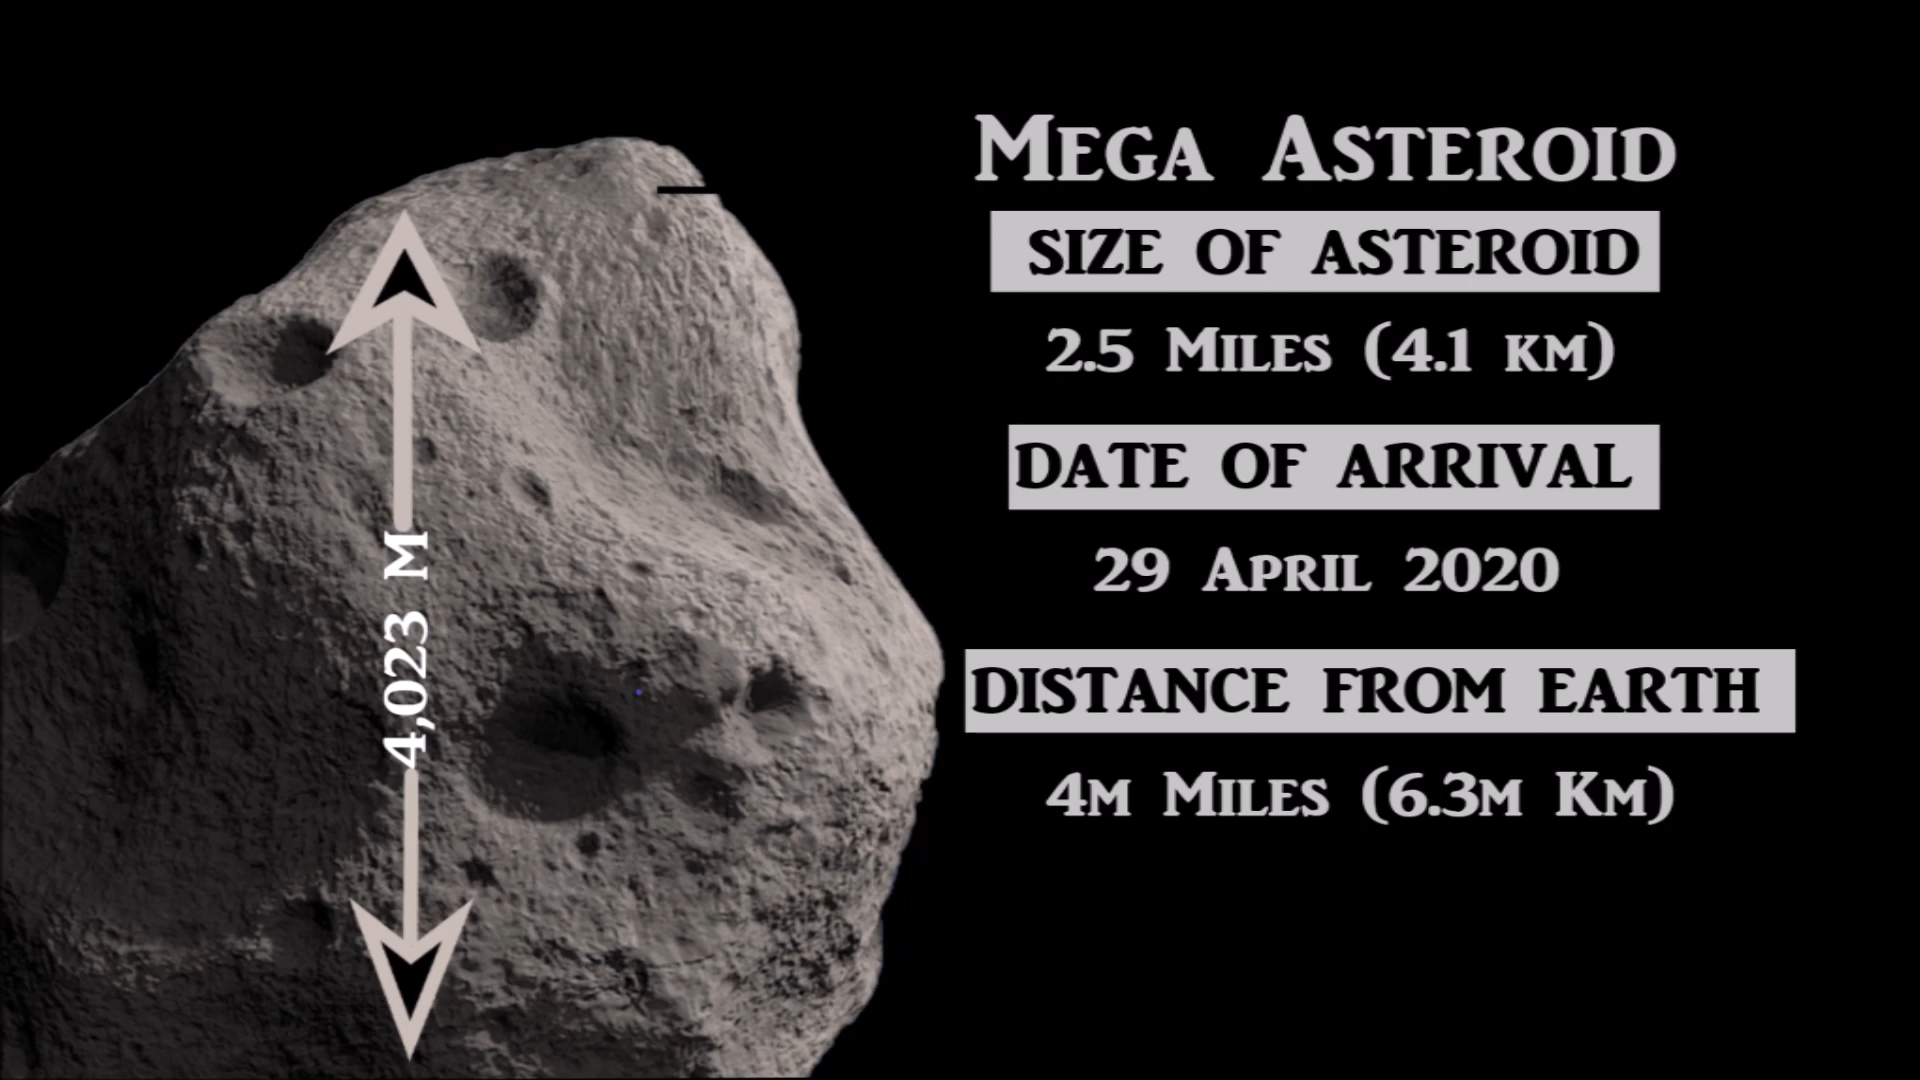 Mega Asteroid
SIZE OF ASTEROID
2.5 Miles (4.1 km)
DATE OF ARRIVAL
29 April 2020
DISTANCE FROM EARTH
4m Miles (6.3m Km)
4,023 M